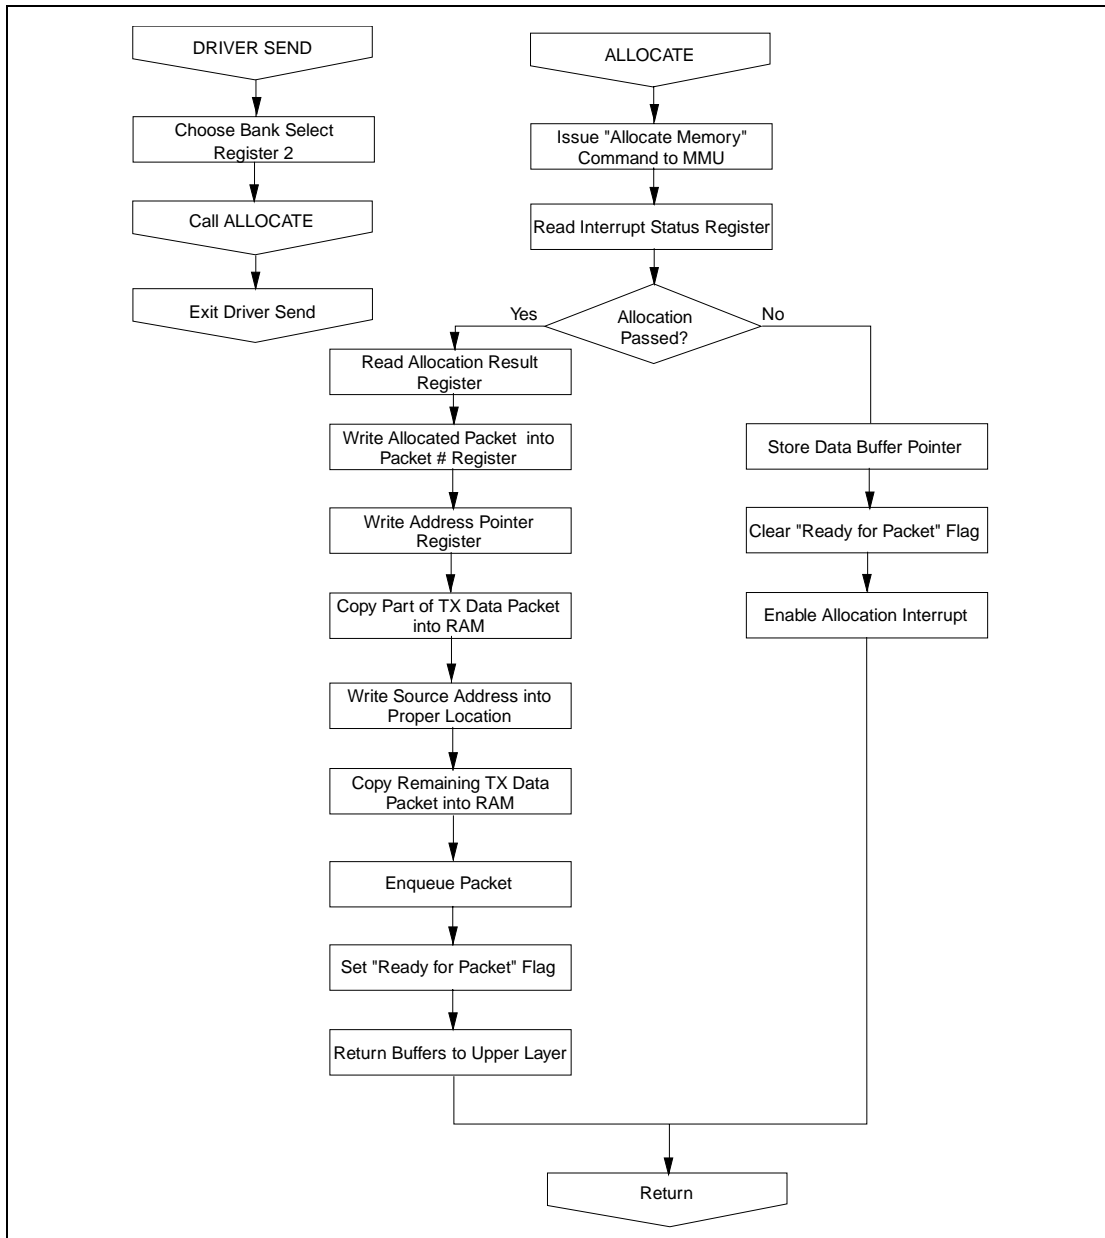 DRIVER SEND
Choose Bank Select
Register 2
Call ALLOCATE
Exit Driver Send
ALLOCATE
Issue "Allocate Memory"
Command to MMU
Read Interrupt Status Register
Allocation
Passed?
Yes
No
Read Allocation Result
Register
Write Allocated Packet into
Packet # Register
Write Address Pointer
Register
Copy Part of TX Data Packet
into RAM
Write Source Address into
Proper Location
Copy Remaining TX Data
Packet into RAM
Enqueue Packet
Set "Ready for Packet" Flag
Return Buffers to Upper Layer
Store Data Buffer Pointer
Clear "Ready for Packet" Flag
Enable Allocation Interrupt
Return